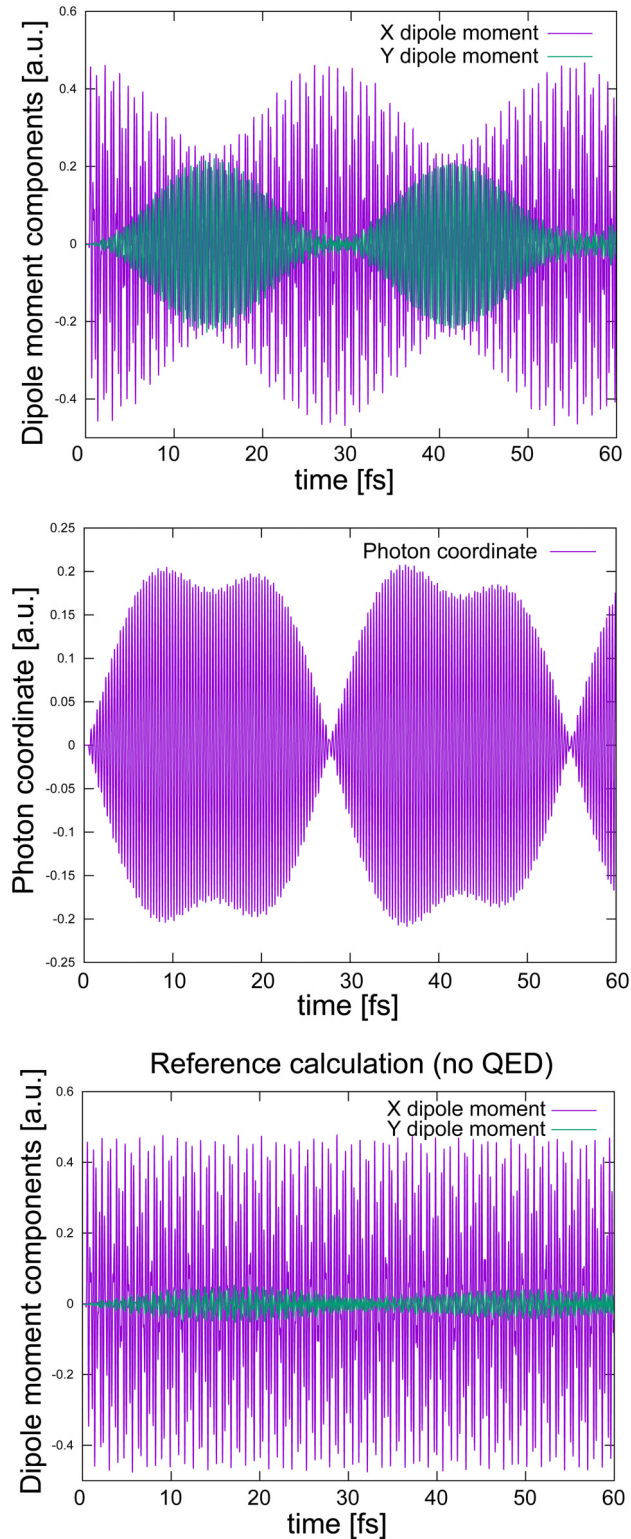 X dipole moment
Y dipole moment
Dipole moment components [a.u.]
0.6
0.4
0.2
0
-0.2
-0.4
0 10 20 30 40 50 60
time [fs]
Photon coordinate
Photon coordinate [a.u.]
0.25
0.2
0.15
0.1
0.05
0
-0.05
-0.1
-0.15
-0.2
-0.25
0 10 20 30 40 50 60
time [fs]
Reference calculation (no QED)
X dipole moment
Y dipole moment
Dipole moment components [a.u.]
0.6
0.4
0.2
0
-0.2
-0.4
0 10 20 30 40 50 60
time [fs]